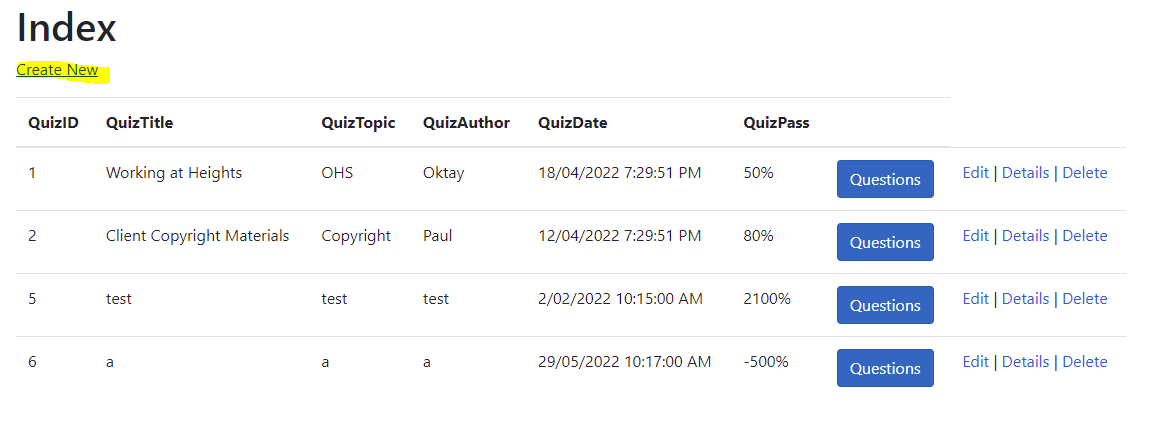 Index
Create New
QuizID QuizTitle QuizTopic QuizAuthor QuizDate QuizPass
1 Working at Heights OHS Oktay 18/04/2022 7:29:51 PM 50% Questions Edit | Details | Delete
2 Client Copyright Materials Copyright Paul 12/04/2022 7:29:51 PM 80% Questions Edit | Details | Delete
5 test test test 2/02/2022 10:15:00 AM 2100% Questions Edit | Details | Delete
6 a a a 29/05/2022 10:17:00 AM -500% Questions Edit | Details | Delete